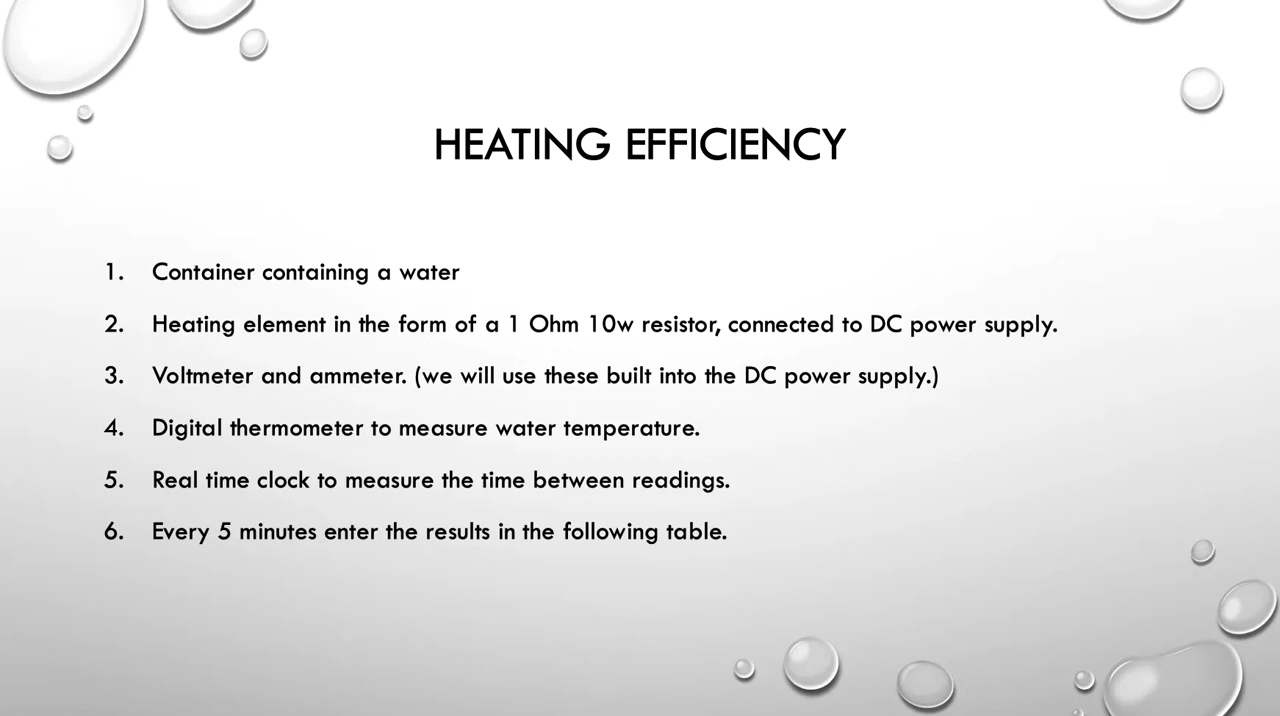 HEATING EFFICIENCY
1. Container containing a water
2. Heating element in the form of a 1 Ohm 10w resistor, connected to DC power supply.
3. Voltmeter and ammeter. (we will use these built into the DC power supply.)
4. Digital thermometer to measure water temperature.
5. Real time clock to measure the time between readings.
6. Every 5 minutes enter the results in the following table.